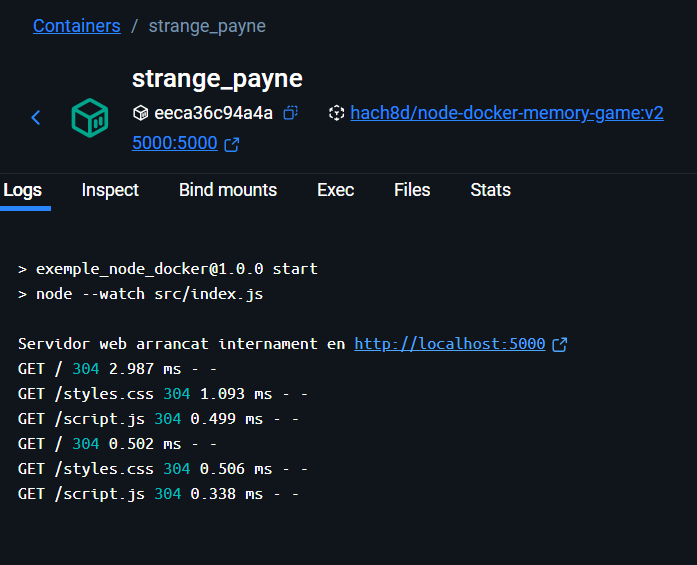 Containers / strange_payne
strange_payne
eeca36c94a4a hach8d/node-docker-memory-game:v2
5000:5000
Logs Inspect Bind mounts Exec Files Stats
> exemple_node_docker@1.0.0 start
> node --watch src/index.js
Servidor web arrancat internament en http://localhost:5000
GET / 304 2.987 ms - -
GET /styles.css 304 1.093 ms - -
GET /script.js 304 0.499 ms - -
GET / 304 0.502 ms - -
GET /styles.css 304 0.506 ms - -
GET /script.js 304 0.338 ms - -